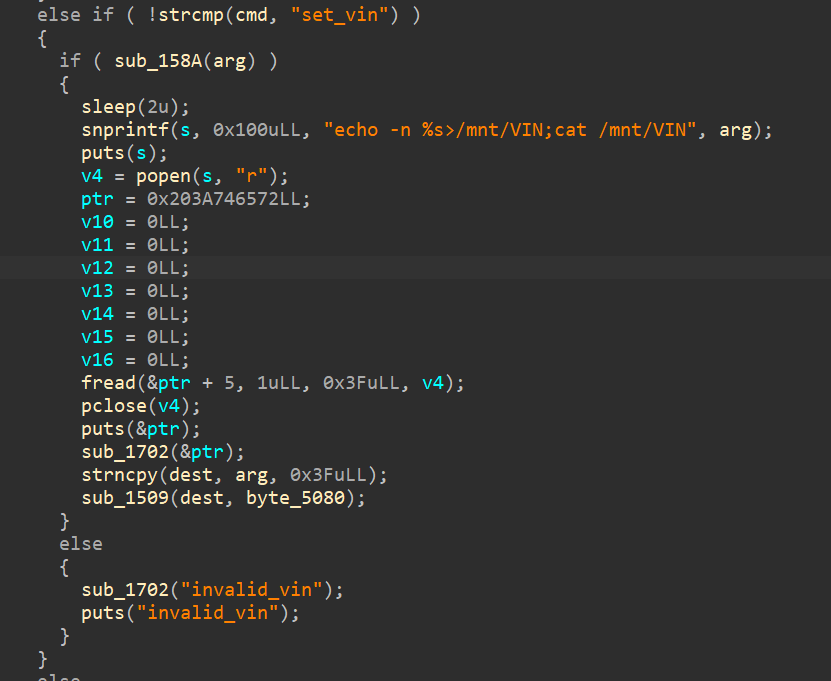 else if ( !strcmp(cmd, "set_vin") )
{
if ( sub_158A(arg) )
{
sleep(2u);
snprintf(s, 0x100uLL, "echo -n %s>/mnt/VIN;cat /mnt/VIN", arg);
puts(s);
v4 = popen(s, "r");
ptr = 0x203A746572LL;
v10 = 0LL;
v11 = 0LL;
v12 = 0LL;
v13 = 0LL;
v14 = 0LL;
v15 = 0LL;
v16 = 0LL;
fread(&ptr + 5, 1uLL, 0x3FuLL, v4);
pclose(v4);
puts(&ptr);
sub_1702(&ptr);
strncpy(dest, arg, 0x3FuLL);
sub_1509(dest, byte_5080);
}
else
{
sub_1702("invalid_vin");
puts("invalid_vin");
}
}
else